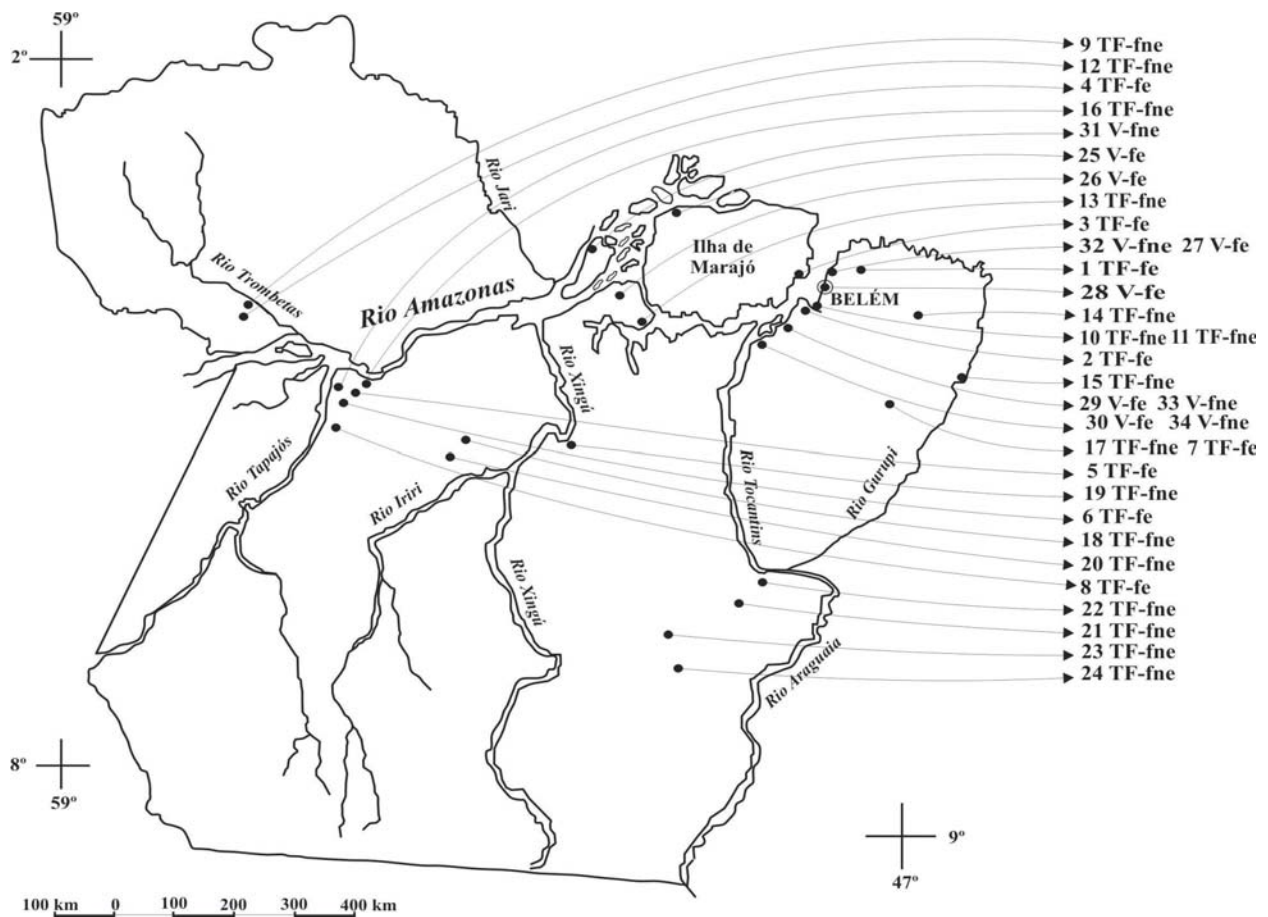 59º
2º
9 TF-fne
12 TF-fne
4 TF-fe
16 TF-fne
31 V-fne
25 V-fe
26 V-fe
13 TF-fne
3 TF-fe
32 V-fne 27 V-fe
1 TF-fe
28 V-fe
14 TF-fne
10 TF-fne 11 TF-fne
2 TF-fe
15 TF-fne
29 V-fe 33 V-fne
30 V-fe 34 V-fne
17 TF-fne 7 TF-fe
5 TF-fe
19 TF-fne
6 TF-fe
18 TF-fne
20 TF-fne
8 TF-fe
22 TF-fne
21 TF-fne
23 TF-fne
24 TF-fne
Rio Jari
Ilha de
Marajó
Rio Trombetas
Rio Amazonas
BELÉM
Rio Xingú
Rio Tapajós
Rio Iriri
Rio Tocantins
Rio Gurupi
Rio Xingú
Rio Araguaia
8º
59º
9º
47º
100 km 0 100 200 300 400 km